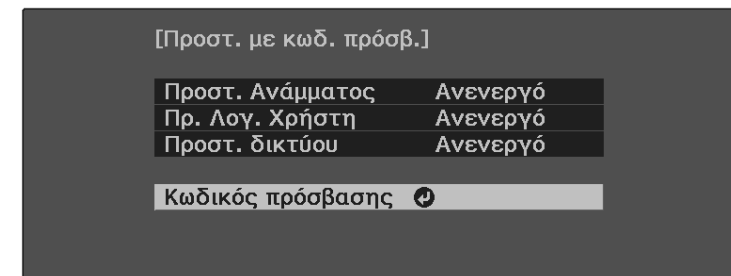 [Προστ. με κωδ. πρόσβ.]
Προστ. Ανάμματος Ανενεργό
Πρ. Λογ. Χρήστη Ανενεργό
Προστ. δικτύου Ανενεργό
Κωδικός πρόσβασης